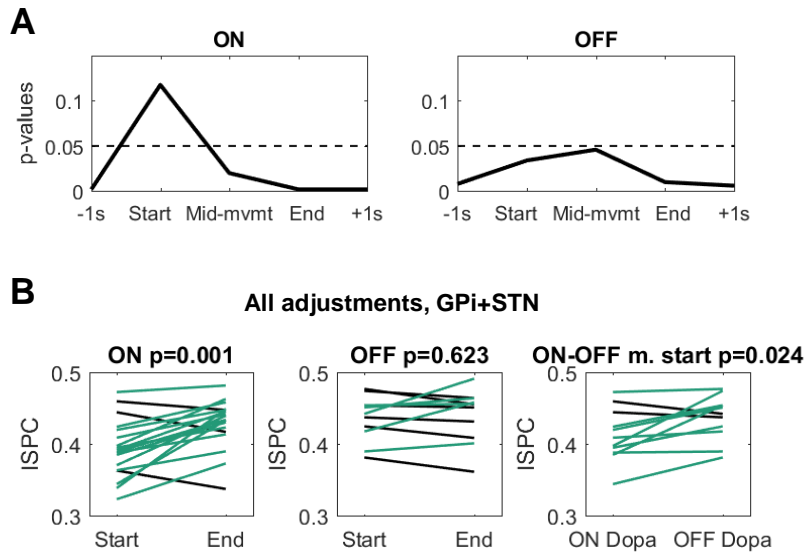 A
ON
OFF
p-values
0.1
0.05
0
-1s Start Mid-mvmt End +1s
0.1
0.05
0
-1s Start Mid-mvmt End +1s
B
All adjustments, GPi+STN
ON p=0.001
OFF p=0.623
ON-OFF m. start p=0.024
ISPC
0.5
0.4
0.3
Start End
ISPC
0.5
0.4
0.3
Start End
ISPC
0.5
0.4
0.3
ON Dopa OFF Dopa